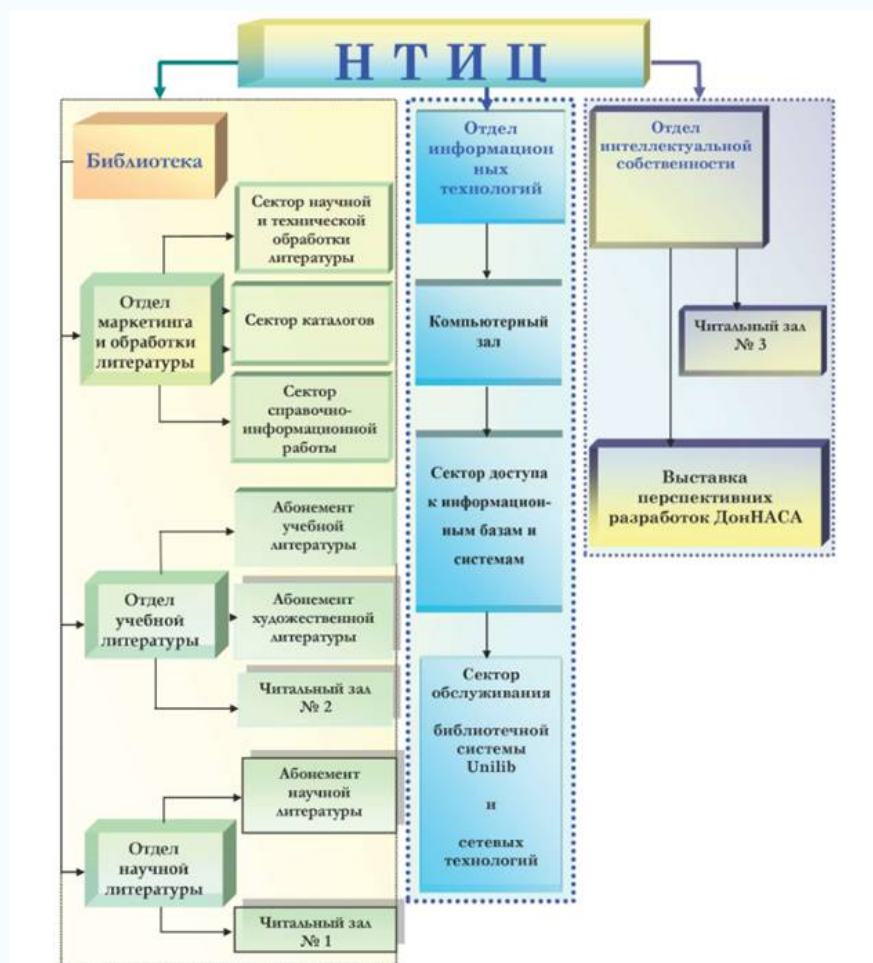 Н Т И Ц
Библиотека
Сектор научной
и технической
обработки
литературы
Отдел
маркетинга
и обработки
литературы
Сектор каталогов
Сектор
справочно-
информационной
работы
Абонемент
учебной
литературы
Отдел
учебной
литературы
Абонемент
художественной
литературы
Читальный зал
№ 2
Абонемент
научной
литературы
Отдел
научной
литературы
Читальный зал
№ 1
Отдел
информацион
ных
технологий
Компьютерный
зал
Сектор доступа
к информацион-
ным базам и
системам
Сектор
обслуживания
библиотечной
системы
Unilib
и
сетевых
технологий
Отдел
интеллектуальной
собственности
Читальный зал
№ 3
Выставка
перспективних
разработок ДонНАСА